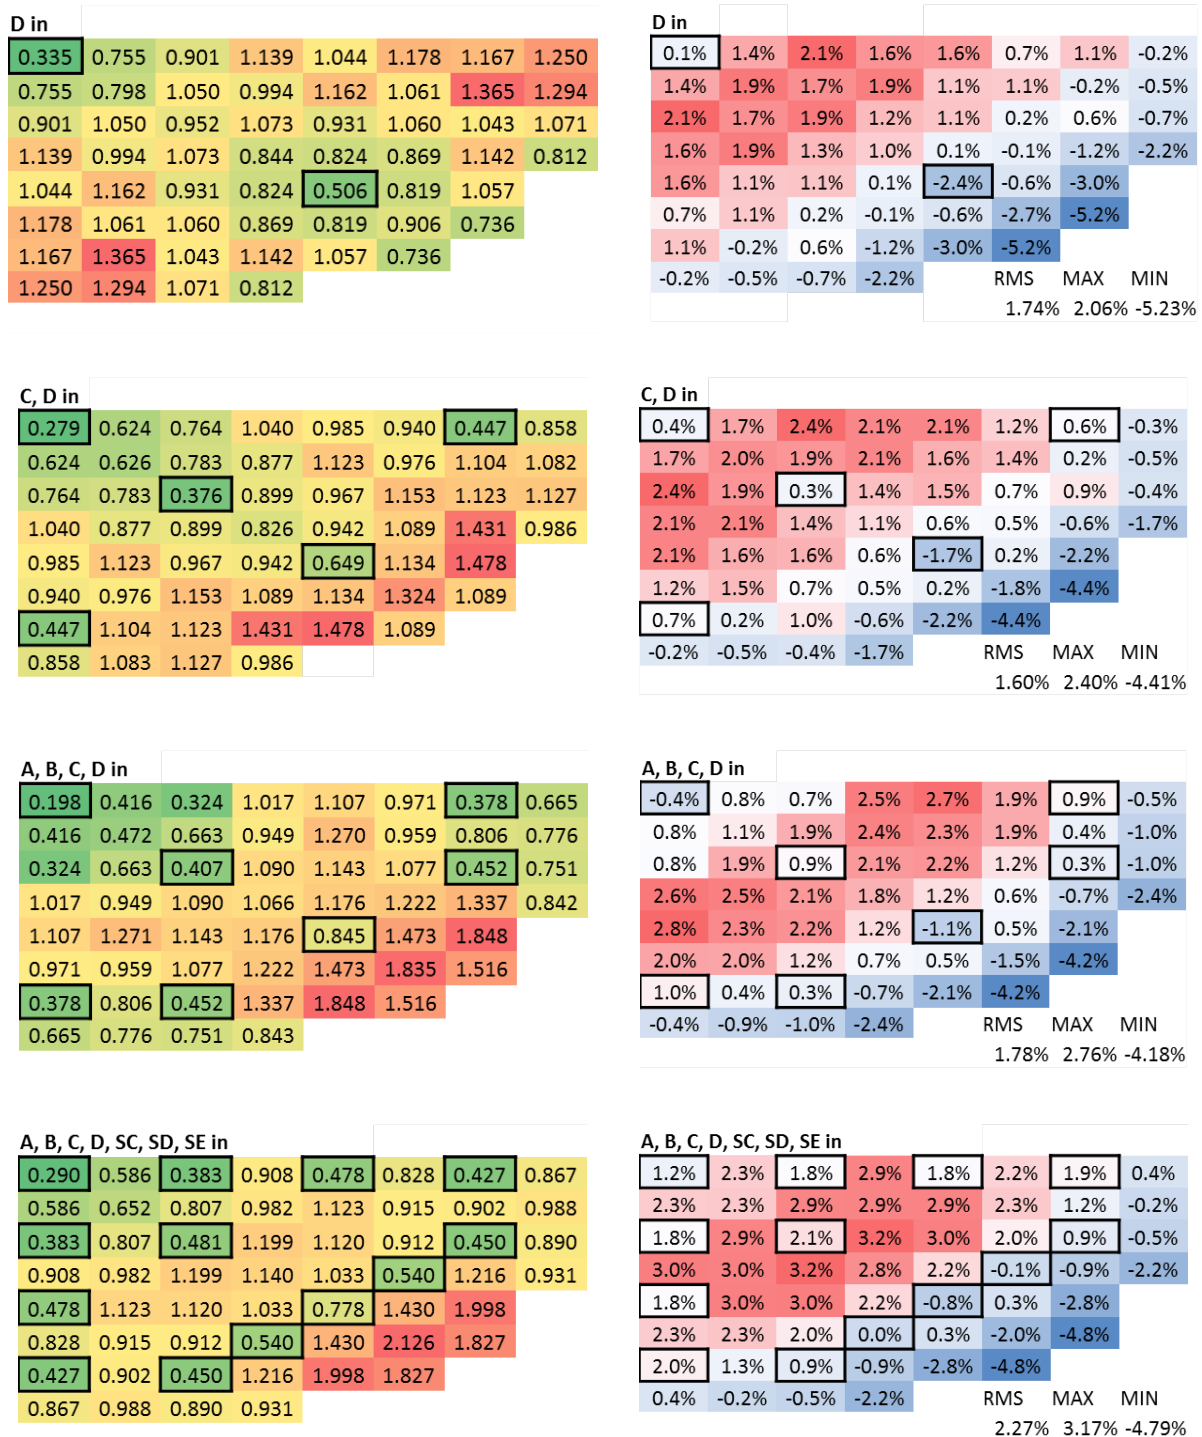 D in
0.335 0.755 0.901 1.139 1.044 1.178 1.167 1.250
0.755 0.798 1.050 0.994 1.162 1.061 1.365 1.294
0.901 1.050 0.952 1.073 0.931 1.060 1.043 1.071
1.139 0.994 1.073 0.844 0.824 0.869 1.142 0.812
1.044 1.162 0.931 0.824 0.506 0.819 1.057
1.178 1.061 1.060 0.869 0.819 0.906 0.736
1.167 1.365 1.043 1.142 1.057 0.736
1.250 1.294 1.071 0.812
D in
0.1% 1.4% 2.1% 1.6% 1.6% 0.7% 1.1% -0.2%
1.4% 1.9% 1.7% 1.9% 1.1% 1.1% -0.2% -0.5%
2.1% 1.7% 1.9% 1.2% 1.1% 0.2% 0.6% -0.7%
1.6% 1.9% 1.3% 1.0% 0.1% -0.1% -1.2% -2.2%
1.6% 1.1% 1.1% 0.1% -2.4% -0.6% -3.0%
0.7% 1.1% 0.2% -0.1% -0.6% -2.7% -5.2%
1.1% -0.2% 0.6% -1.2% -3.0% -5.2%
-0.2% -0.5% -0.7% -2.2% RMS MAX MIN
1.74% 2.06% -5.23%
C, D in
0.279 0.624 0.764 1.040 0.985 0.940 0.447 0.858
0.624 0.626 0.783 0.877 1.123 0.976 1.104 1.082
0.764 0.783 0.376 0.899 0.967 1.153 1.123 1.127
1.040 0.877 0.899 0.826 0.942 1.089 1.431 0.986
0.985 1.123 0.967 0.942 0.649 1.134 1.478
0.940 0.976 1.153 1.089 1.134 1.324 1.089
0.447 1.104 1.123 1.431 1.478 1.089
0.858 1.083 1.127 0.986
C, D in
0.4% 1.7% 2.4% 2.1% 2.1% 1.2% 0.6% -0.3%
1.7% 2.0% 1.9% 2.1% 1.6% 1.4% 0.2% -0.5%
2.4% 1.9% 0.3% 1.4% 1.5% 0.7% 0.9% -0.4%
2.1% 2.1% 1.4% 1.1% 0.6% 0.5% -0.6% -1.7%
2.1% 1.6% 1.6% 0.6% -1.7% 0.2% -2.2%
1.2% 1.5% 0.7% 0.5% 0.2% -1.8% -4.4%
0.7% 0.2% 1.0% -0.6% -2.2% -4.4%
-0.2% -0.5% -0.4% -1.7% RMS MAX MIN
1.60% 2.40% -4.41%
A, B, C, D in
0.198 0.416 0.324 1.017 1.107 0.971 0.378 0.665
0.416 0.472 0.663 0.949 1.270 0.959 0.806 0.776
0.324 0.663 0.407 1.090 1.143 1.077 0.452 0.751
1.017 0.949 1.090 1.066 1.176 1.222 1.337 0.842
1.107 1.271 1.143 1.176 0.845 1.473 1.848
0.971 0.959 1.077 1.222 1.473 1.835 1.516
0.378 0.806 0.452 1.337 1.848 1.516
0.665 0.776 0.751 0.843
A, B, C, D in
-0.4% 0.8% 0.7% 2.5% 2.7% 1.9% 0.9% -0.5%
0.8% 1.1% 1.9% 2.4% 2.3% 1.9% 0.4% -1.0%
0.8% 1.9% 0.9% 2.1% 2.2% 1.2% 0.3% -1.0%
2.6% 2.5% 2.1% 1.8% 1.2% 0.6% -0.7% -2.4%
2.8% 2.3% 2.2% 1.2% -1.1% 0.5% -2.1%
2.0% 2.0% 1.2% 0.7% 0.5% -1.5% -4.2%
1.0% 0.4% 0.3% -0.7% -2.1% -4.2%
-0.4% -0.9% -1.0% -2.4% RMS MAX MIN
1.78% 2.76% -4.18%
A, B, C, D, SC, SD, SE in
0.290 0.586 0.383 0.908 0.478 0.828 0.427 0.867
0.586 0.652 0.807 0.982 1.123 0.915 0.902 0.988
0.383 0.807 0.481 1.199 1.120 0.912 0.450 0.890
0.908 0.982 1.199 1.140 1.033 0.540 1.216 0.931
0.478 1.123 1.120 1.033 0.778 1.430 1.998
0.828 0.915 0.912 0.540 1.430 2.126 1.827
0.427 0.902 0.450 1.216 1.998 1.827
0.867 0.988 0.890 0.931
A, B, C, D, SC, SD, SE in
1.2% 2.3% 1.8% 2.9% 1.8% 2.2% 1.9% 0.4%
2.3% 2.3% 2.9% 2.9% 2.9% 2.3% 1.2% -0.2%
1.8% 2.9% 2.1% 3.2% 3.0% 2.0% 0.9% -0.5%
3.0% 3.0% 3.2% 2.8% 2.2% -0.1% -0.9% -2.2%
1.8% 3.0% 3.0% 2.2% -0.8% 0.3% -2.8%
2.3% 2.3% 2.0% 0.0% 0.3% -2.0% -4.8%
2.0% 1.3% 0.9% -0.9% -2.8% -4.8%
0.4% -0.2% -0.5% -2.2% RMS MAX MIN
2.27% 3.17% -4.79%